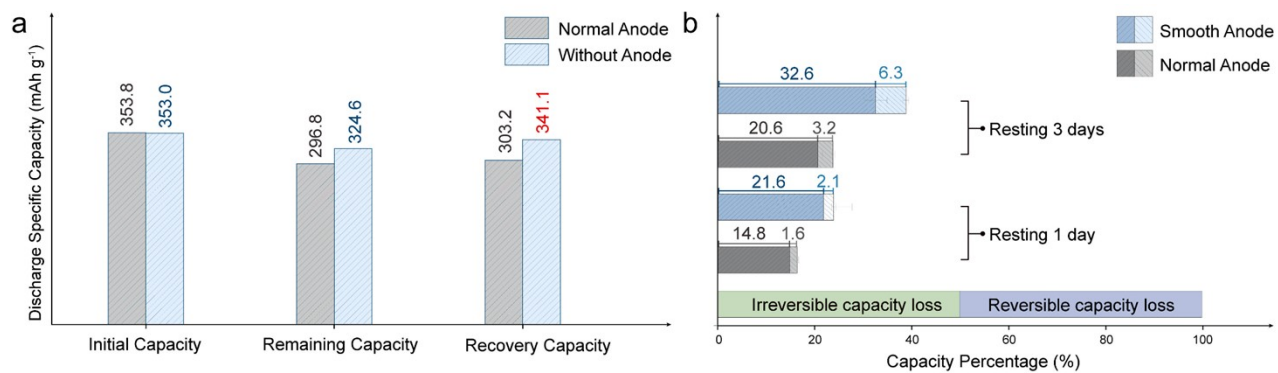 a
Discharge Specific Capacity (mAh g⁻¹)
Normal Anode
Without Anode
353.8
353.0
296.8
324.6
303.2
341.1
Initial Capacity
Remaining Capacity
Recovery Capacity
b
Smooth Anode
Normal Anode
32.6
6.3
20.6
3.2
Resting 3 days
21.6
2.1
14.8
1.6
Resting 1 day
Irreversible capacity loss
Reversible capacity loss
0
20
40
60
80
100
Capacity Percentage (%)